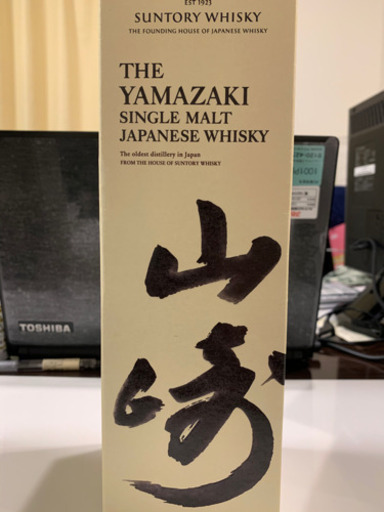 EST 1923
SUNTORY WHISKY
THE FOUNDING HOUSE OF JAPANESE WHISKY
THE
YAMAZAKI
SINGLE MALT
JAPANESE WHISKY
The oldest distillery in Japan
FROM THE HOUSE OF SUNTORY WHISKY
山
崎
TOSHIBA